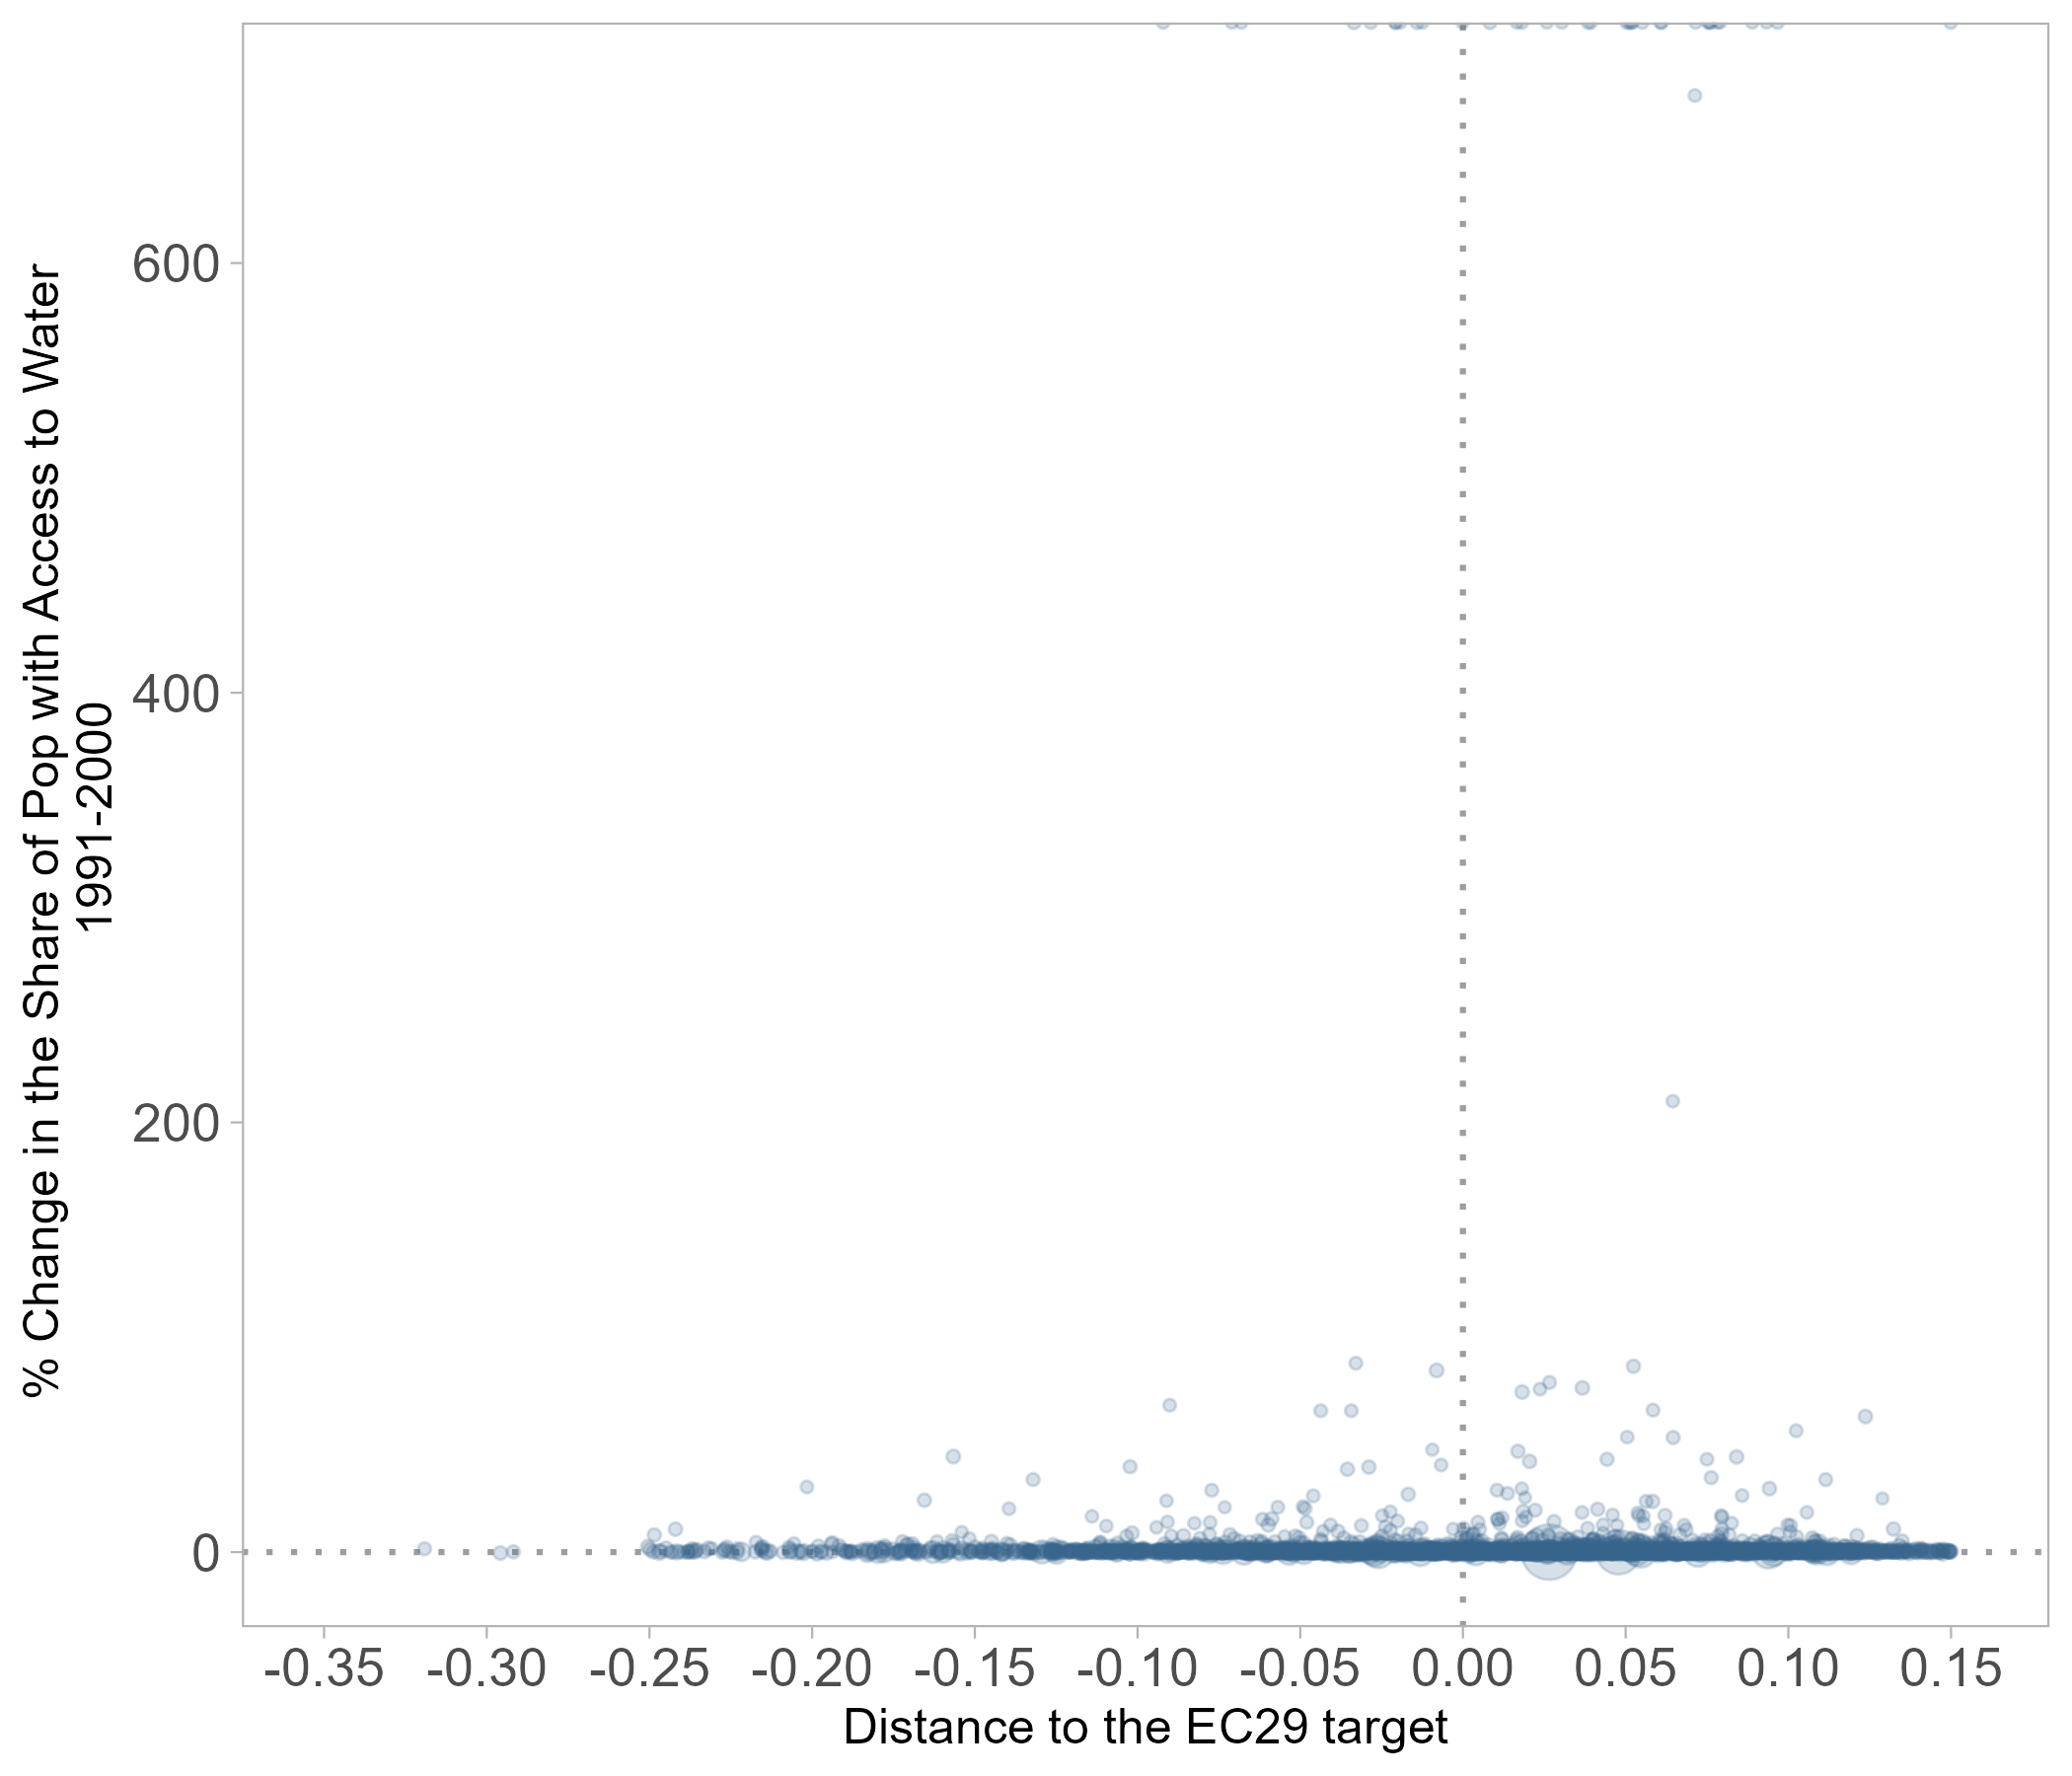 % Change in the Share of Pop with Access to Water
1991-2000
600
400
200
0
-0.35 -0.30 -0.25 -0.20 -0.15 -0.10 -0.05 0.00 0.05 0.10 0.15
Distance to the EC29 target